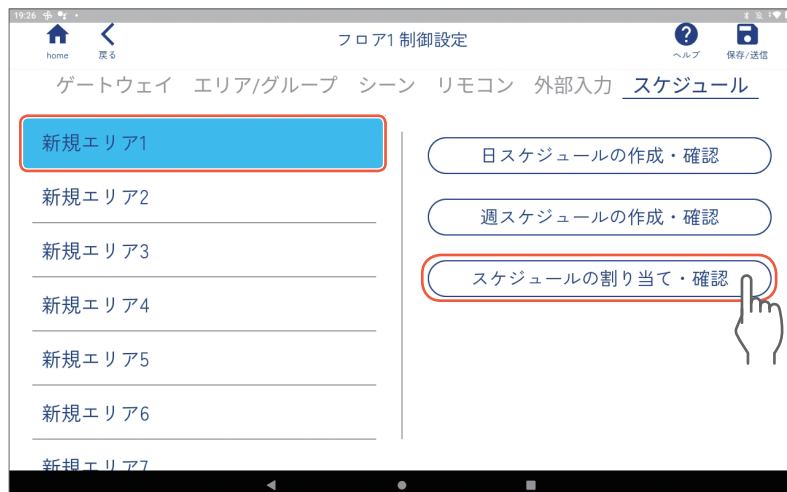 19:26
フロア1 制御設定
home 戻る ヘルプ 保存/送信
ゲートウェイ エリア/グループ シーン リモコン 外部入力 スケジュール
新規エリア1
新規エリア2
新規エリア3
新規エリア4
新規エリア5
新規エリア6
新規エリア7
日スケジュールの作成・確認
週スケジュールの作成・確認
スケジュールの割り当て・確認